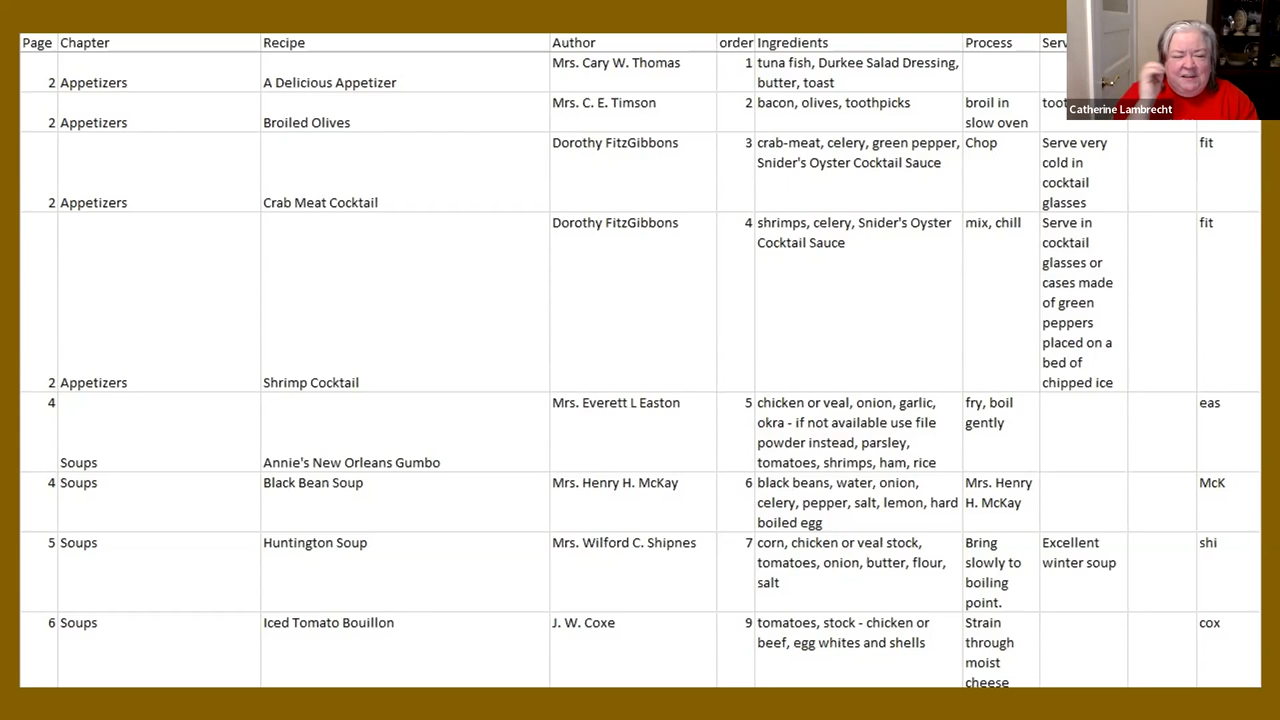 Page Chapter Recipe Author order Ingredients Process Serv
2 Appetizers A Delicious Appetizer Mrs. Cary W. Thomas 1 tuna fish, Durkee Salad Dressing,
butter, toast
2 Appetizers Broiled Olives Mrs. C. E. Timson 2 bacon, olives, toothpicks broil in
slow oven
toot
Catherine Lambrecht
2 Appetizers Crab Meat Cocktail Dorothy FitzGibbons 3 crab-meat, celery, green pepper,
Snider's Oyster Cocktail Sauce
Chop
Serve very
cold in
cocktail
glasses
fit
2 Appetizers Shrimp Cocktail Dorothy FitzGibbons 4 shrimps, celery, Snider's Oyster
Cocktail Sauce
mix, chill
Serve in
cocktail
glasses or
cases made
of green
peppers
placed on a
bed of
chipped ice
fit
4 Soups Annie's New Orleans Gumbo Mrs. Everett L Easton 5 chicken or veal, onion, garlic,
okra - if not available use file
powder instead, parsley,
tomatoes, shrimps, ham, rice
fry, boil
gently
eas
4 Soups Black Bean Soup Mrs. Henry H. McKay 6 black beans, water, onion,
celery, pepper, salt, lemon, hard
boiled egg
Mrs. Henry
H. McKay
McK
5 Soups Huntington Soup Mrs. Wilford C. Shipnes 7 corn, chicken or veal stock,
tomatoes, onion, butter, flour,
salt
Bring
slowly to
boiling
point.
Excellent
winter soup
shi
6 Soups Iced Tomato Bouillon J. W. Coxe 9 tomatoes, stock - chicken or
beef, egg whites and shells
Strain
through
moist
cheese
cox